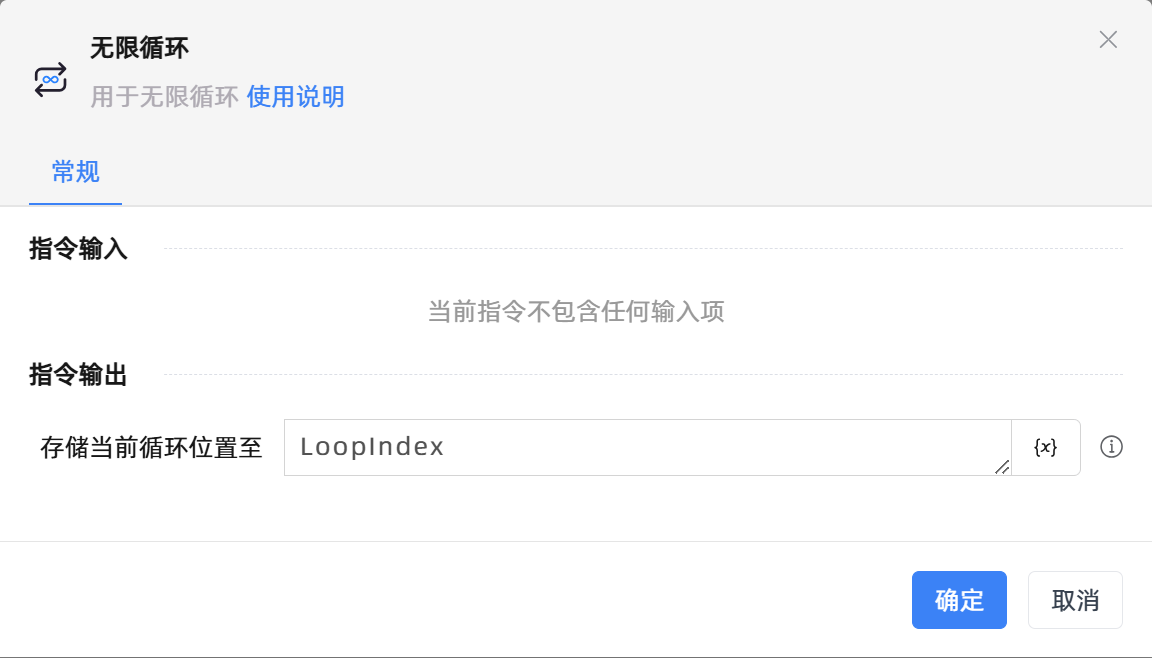 无限循环
用于无限循环 使用说明
常规
指令输入
当前指令不包含任何输入项
指令输出
存储当前循环位置至 LoopIndex {x}
确定 取消